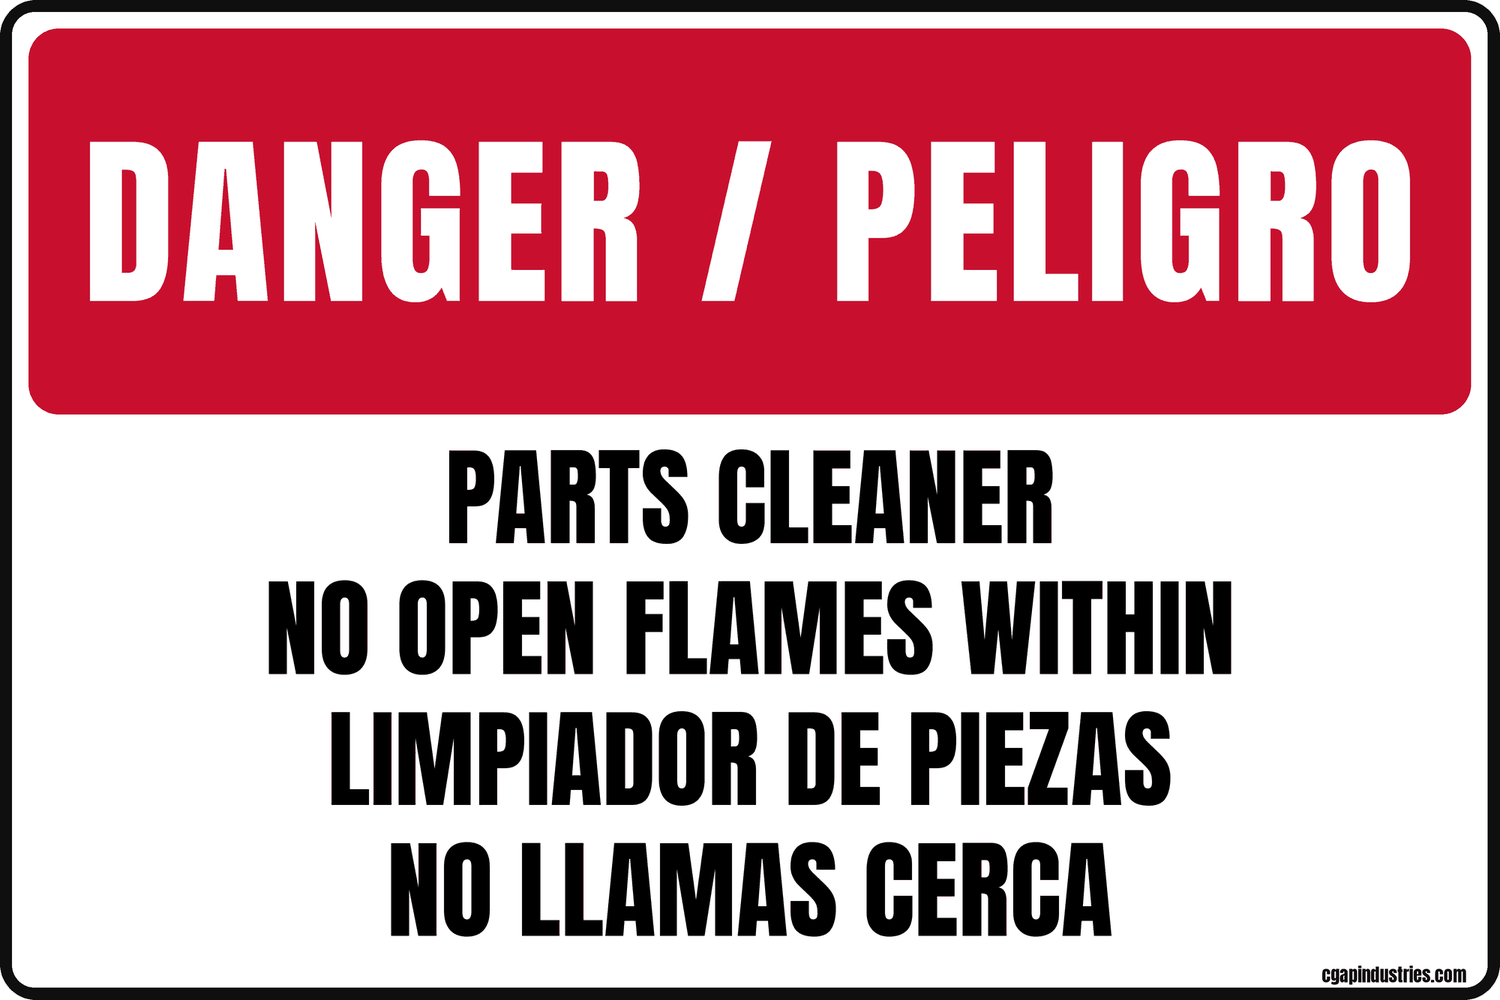 DANGER / PELIGRO
PARTS CLEANER
NO OPEN FLAMES WITHIN
LIMPIADOR DE PIEZAS
NO LLAMAS CERCA
cgapindustries.com